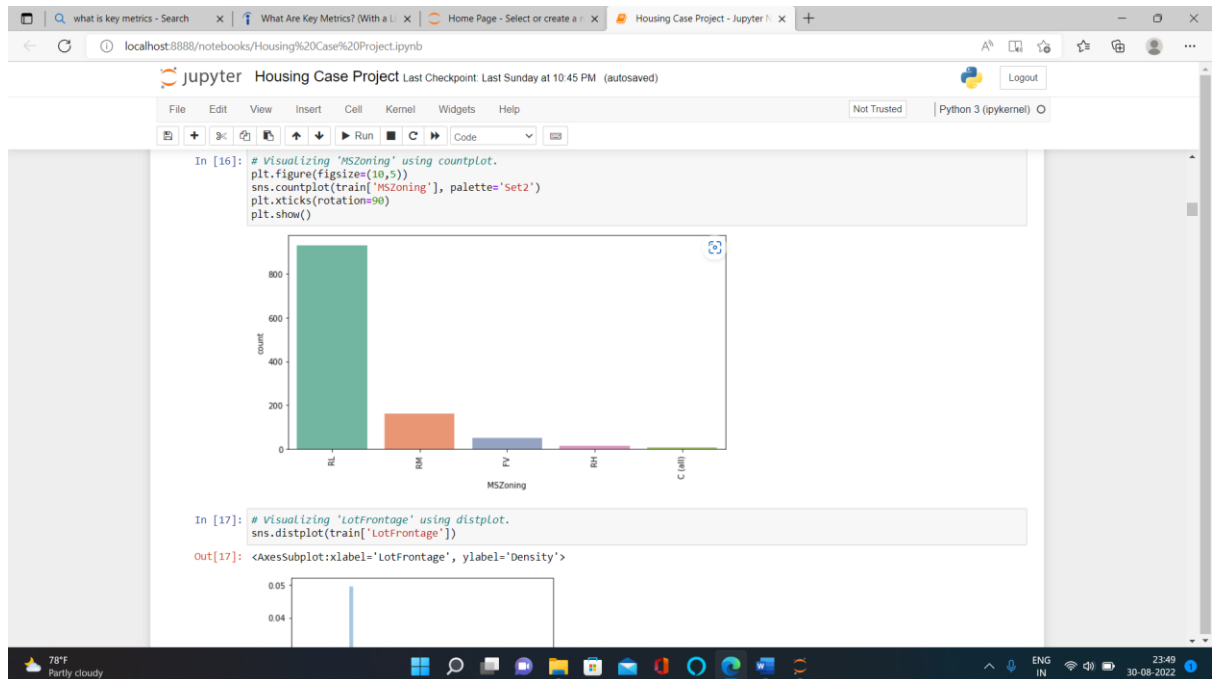 what is key metrics - Search
What Are Key Metrics? (With a Li
Home Page - Select or create a n
Housing Case Project - Jupyter N
localhost:8888/notebooks/Housing%20Case%20Project.ipynb
jupyter Housing Case Project Last Checkpoint: Last Sunday at 10:45 PM (autosaved)
Logout
File Edit View Insert Cell Kernel Widgets Help
Not Trusted
Python 3 (ipykernel)
Run
Code
In [16]: # Visualizing 'MSZoning' using countplot.
plt.figure(figsize=(10,5))
sns.countplot(train['MSZoning'], palette='Set2')
plt.xticks(rotation=90)
plt.show()
800
600
400
200
0
count
RL
RM
FV
RH
C (all)
MSZoning
In [17]: # Visualizing 'LotFrontage' using distplot.
sns.distplot(train['LotFrontage'])
Out[17]: <AxesSubplot:xlabel='LotFrontage', ylabel='Density'>
0.05
0.04
78°F
Partly cloudy
ENG
IN
23:49
30-08-2022
1